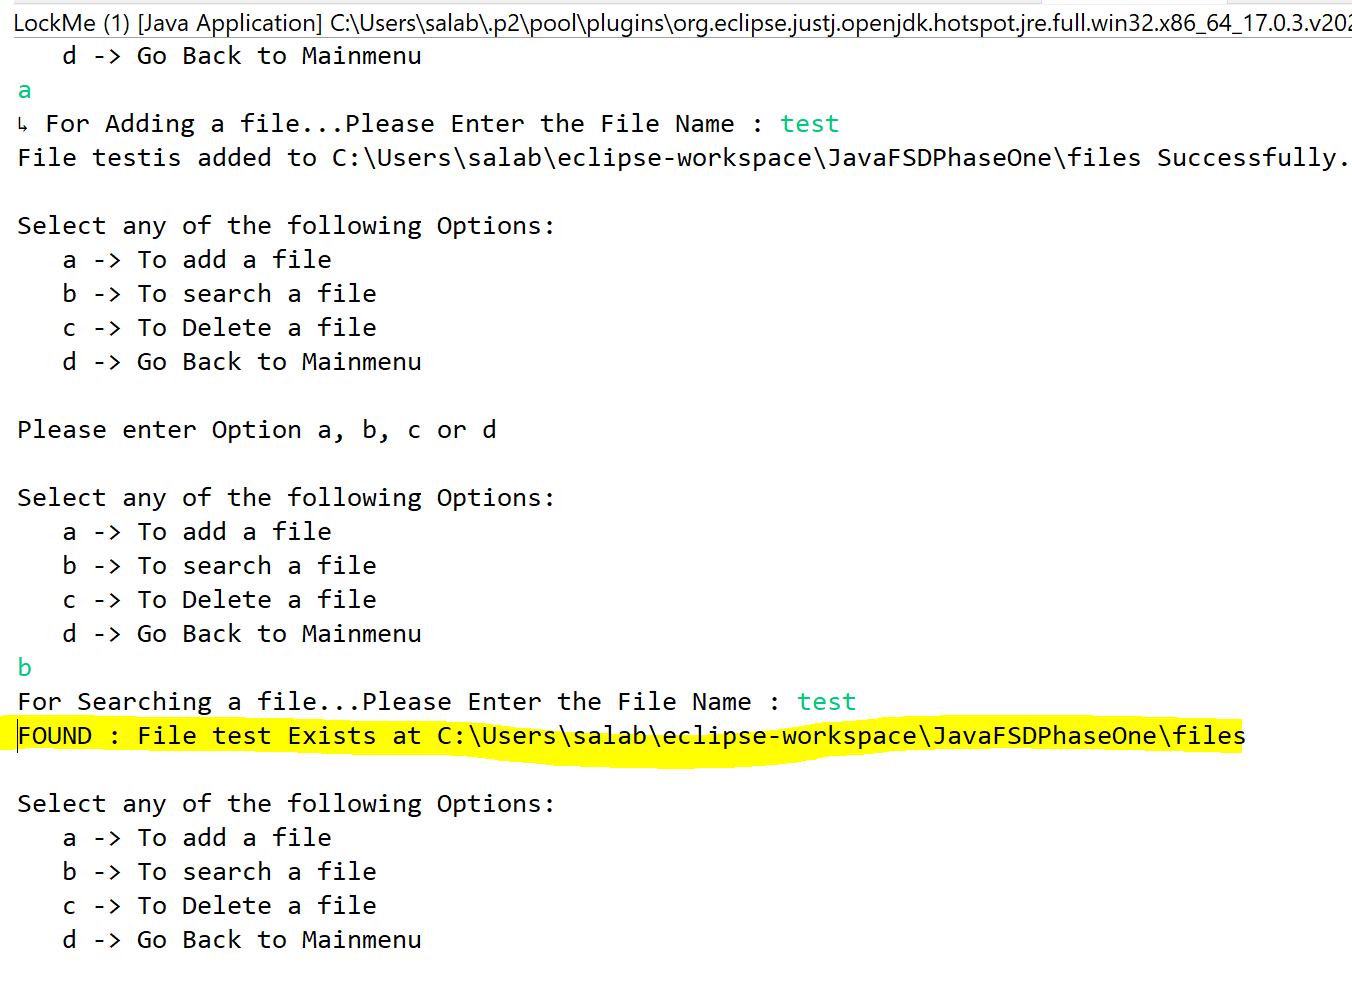 LockMe (1) [Java Application] C:\Users\salab\.p2\pool\plugins\org.eclipse.justj.openjdk.hotspot.jre.full.win32.x86_64_17.0.3.v202
d -> Go Back to Mainmenu
a
↳ For Adding a file...Please Enter the File Name : test
File testis added to C:\Users\salab\eclipse-workspace\JavaFSDPhaseOne\files Successfully.
Select any of the following Options:
a -> To add a file
b -> To search a file
c -> To Delete a file
d -> Go Back to Mainmenu
Please enter Option a, b, c or d
Select any of the following Options:
a -> To add a file
b -> To search a file
c -> To Delete a file
d -> Go Back to Mainmenu
b
For Searching a file...Please Enter the File Name : test
FOUND : File test Exists at C:\Users\salab\eclipse-workspace\JavaFSDPhaseOne\files
Select any of the following Options:
a -> To add a file
b -> To search a file
c -> To Delete a file
d -> Go Back to Mainmenu